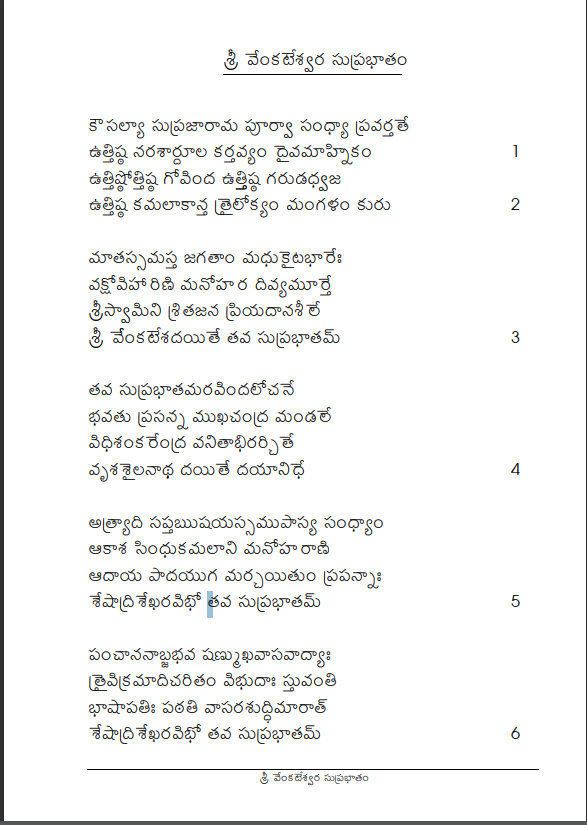 శ్రీ వేంకటేశ్వర సుప్రభాతం
కౌసల్యా సుప్రజారామ పూర్వా సంధ్యా ప్రవర్తతే
ఉత్తిష్ఠ నరశార్దూల కర్తవ్యం దైవమాహ్నికం 1
ఉత్తిష్ఠోత్తిష్ఠ గోవింద ఉత్తిష్ఠ గరుడధ్వజ
ఉత్తిష్ఠ కమలాకాన్త త్రైలోక్యం మంగళం కురు 2
మాతస్సమస్త జగతాం మధుకైటభారేః
వక్షోవిహారిణి మనోహర దివ్యమూర్తే
శ్రీస్వామిని శ్రితజన ప్రియదానశీలే
శ్రీ వేంకటేశదయితే తవ సుప్రభాతమ్ 3
తవ సుప్రభాతమరవిందలోచనే
భవతు ప్రసన్న ముఖచంద్ర మండలే
విధిశంకరేంద్ర వనితాభిరర్చితే
వృశశైలనాథ దయితే దయానిధే 4
అత్ర్యాది సప్తఋషయస్సముపాస్య సంధ్యాం
ఆకాశ సింధుకమలాని మనోహరాణి
ఆదాయ పాదయుగ మర్చయితుం ప్రపన్నాః
శేషాద్రిశేఖరవిభో తవ సుప్రభాతమ్ 5
పంచాననాబ్జభవ షణ్ముఖవాసవాద్యాః
త్రైవిక్రమాదిచరితం విభుదాః స్తువంతి
భాషాపతిః పఠతి వాసరశుద్ధిమారాత్
శేషాద్రిశేఖరవిభో తవ సుప్రభాతమ్ 6
శ్రీ వేంకటేశ్వర సుప్రభాతం